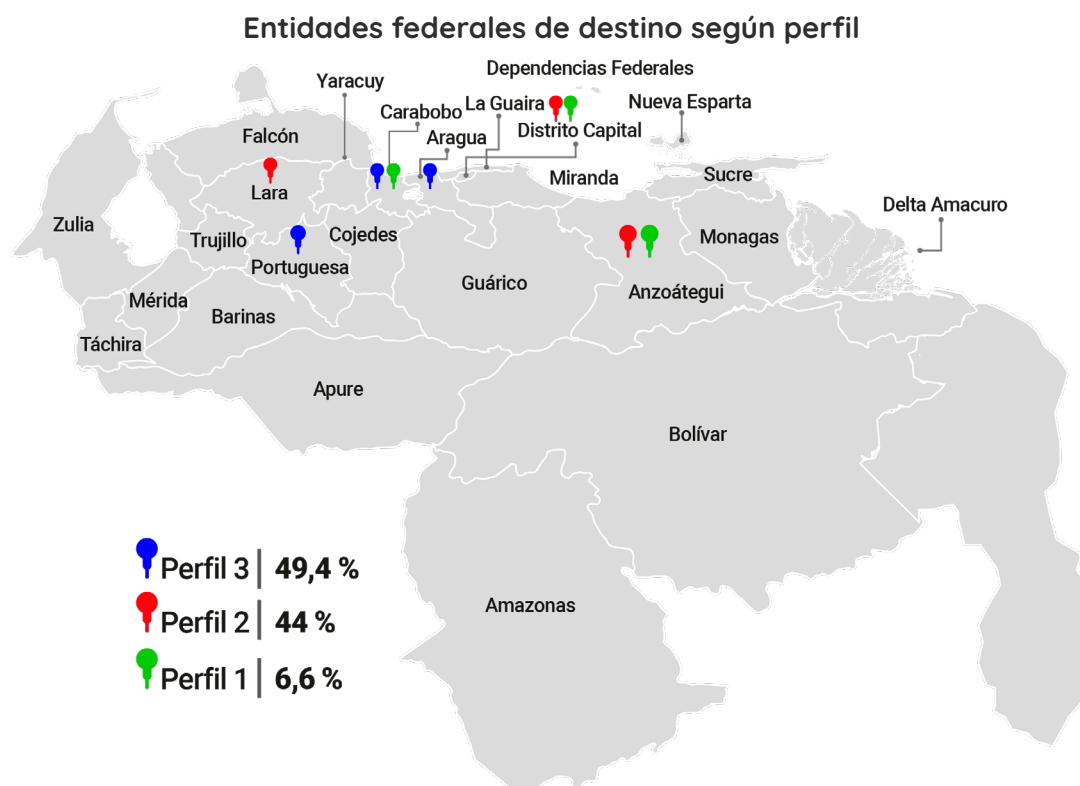 Entidades federales de destino según perfil
Dependencias Federales
Yaracuy
La Guaira
Nueva Esparta
Carabobo
Distrito Capital
Falcón
Aragua
Miranda
Sucre
Lara
Delta Amacuro
Zulia
Trujillo
Cojedes
Monagas
Portuguesa
Guárico
Anzoátegui
Mérida
Barinas
Táchira
Apure
Bolívar
Amazonas
Perfil 3 | 49,4 %
Perfil 2 | 44 %
Perfil 1 | 6,6 %